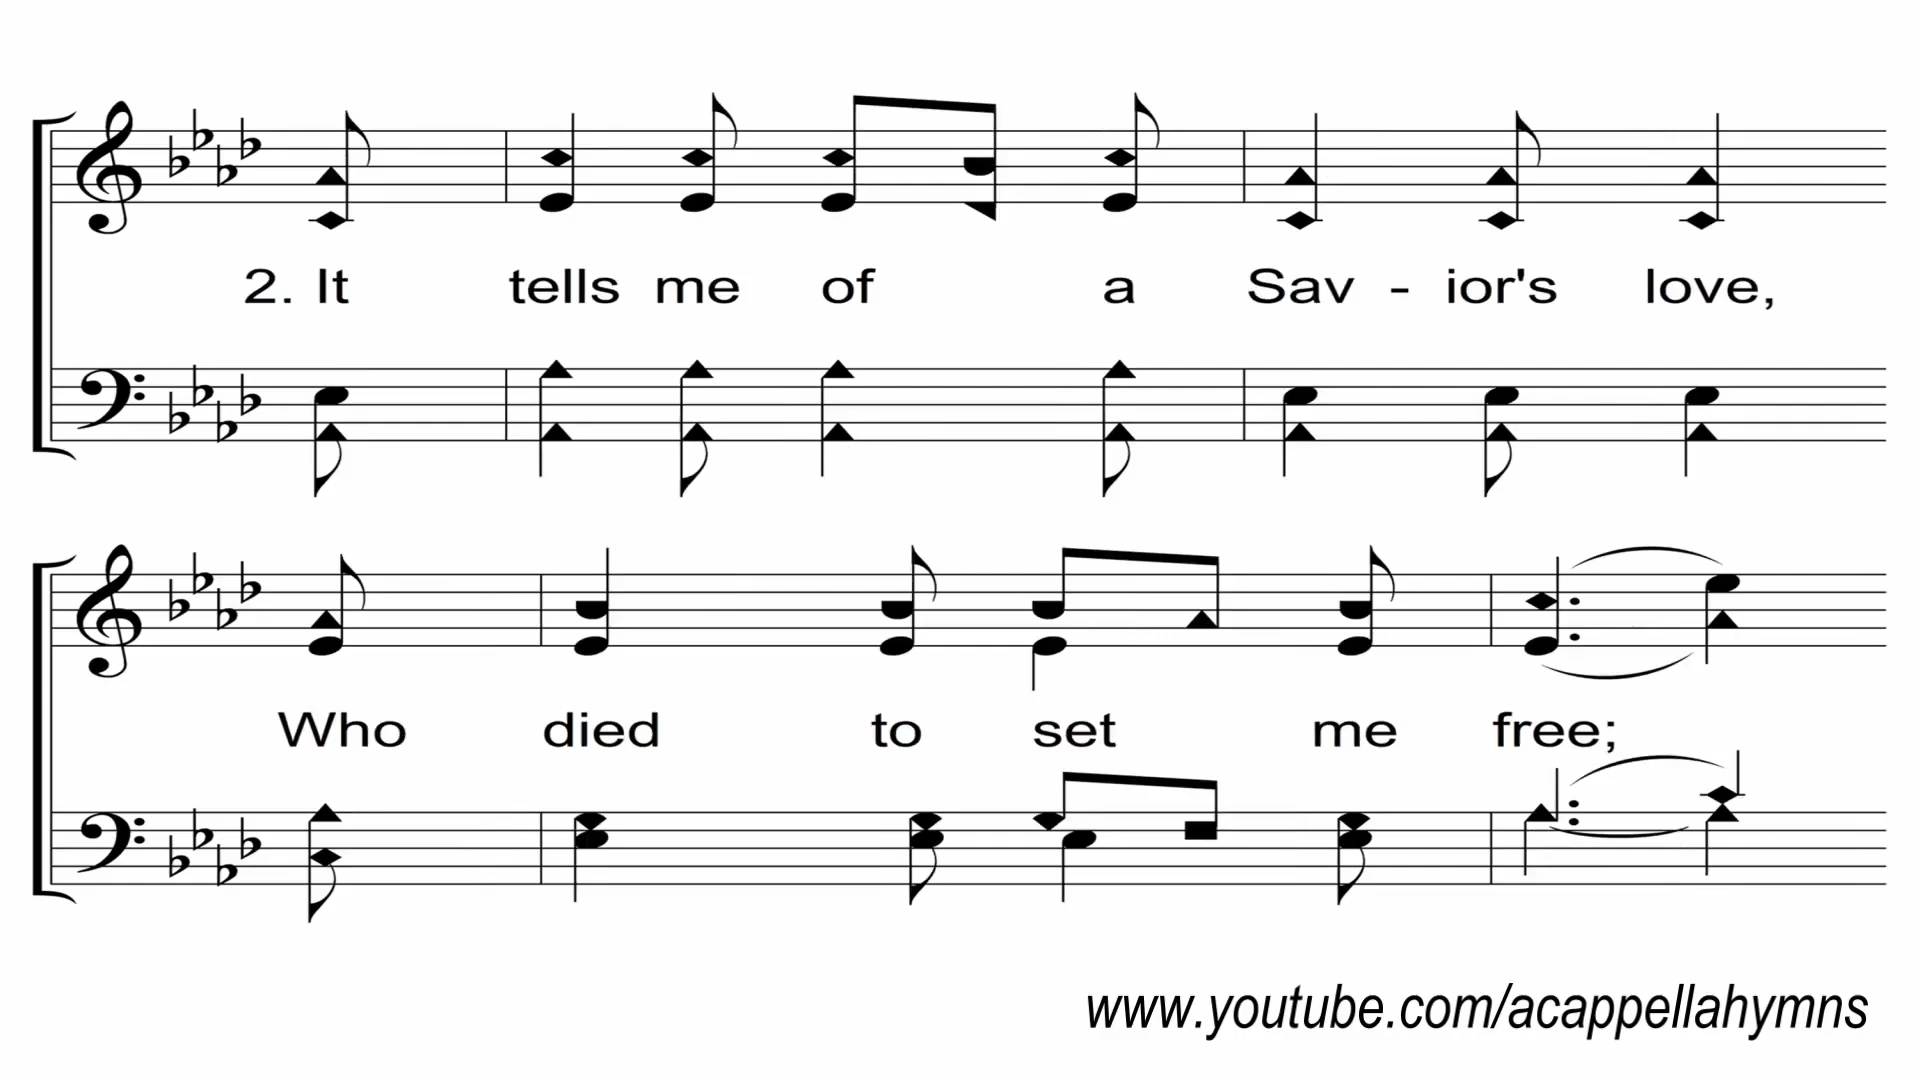 2. It tells me of a Sav - ior's love,
Who died to set me free;
www.youtube.com/acappellahymns